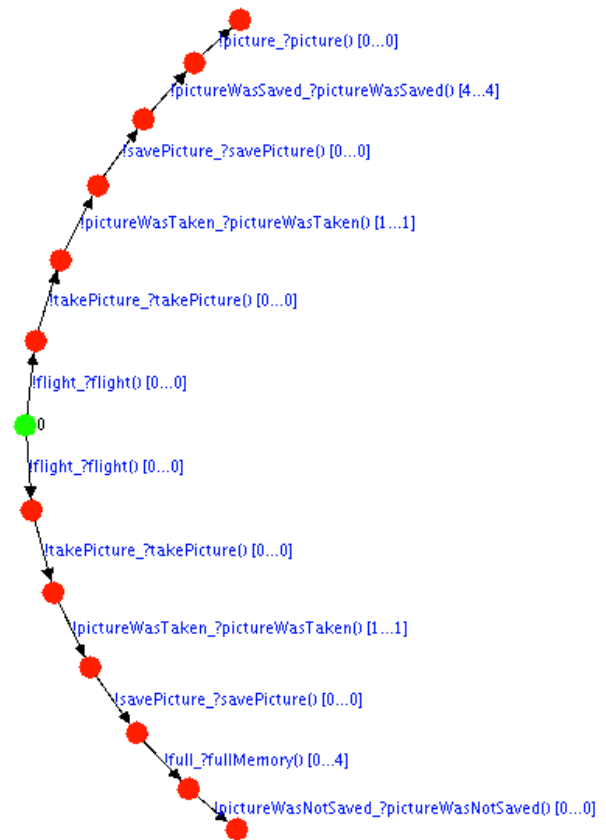 !picture_?picture() [0...0]
!pictureWasSaved_?pictureWasSaved() [4...4]
!savePicture_?savePicture() [0...0]
!pictureWasTaken_?pictureWasTaken() [1...1]
!takePicture_?takePicture() [0...0]
!flight_?flight() [0...0]
0
!flight_?flight() [0...0]
!takePicture_?takePicture() [0...0]
!pictureWasTaken_?pictureWasTaken() [1...1]
!savePicture_?savePicture() [0...0]
!full_?fullMemory() [0...4]
!pictureWasNotSaved_?pictureWasNotSaved() [0...0]